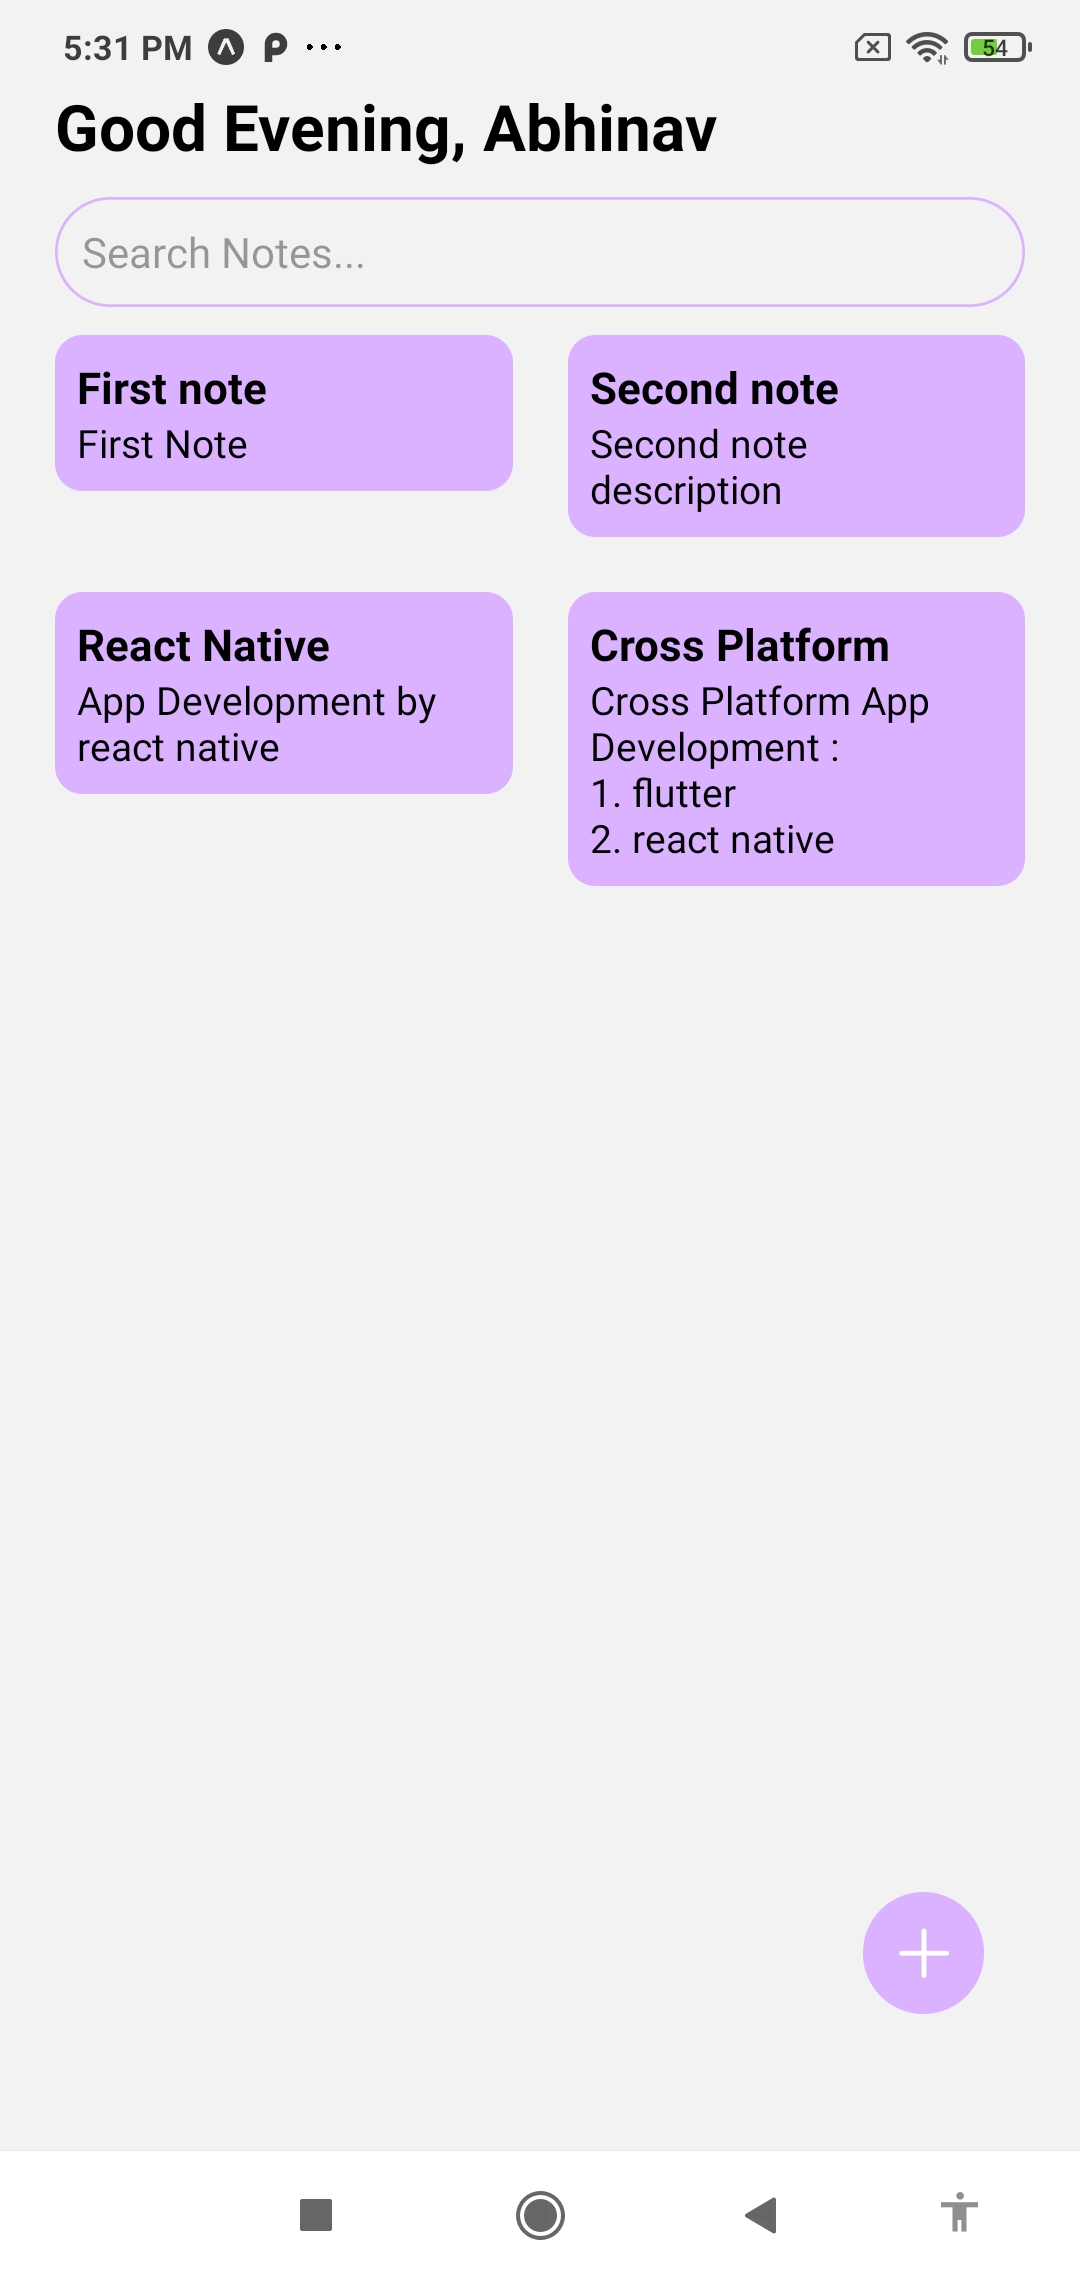 5:31 PM
54
Good Evening, Abhinav
Search Notes...
First note
First Note
Second note
Second note
description
React Native
App Development by
react native
Cross Platform
Cross Platform App
Development :
1. flutter
2. react native